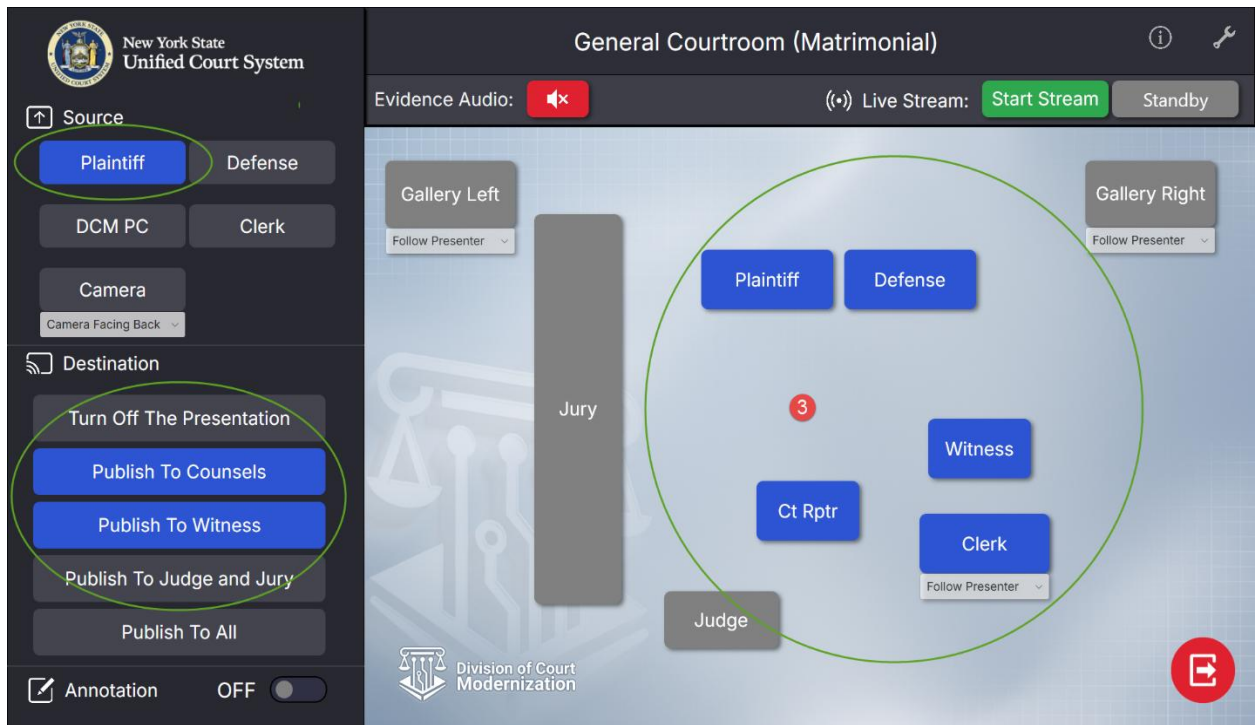 New York State
Unified Court System
Source
Plaintiff
Defense
DCM PC
Clerk
Camera
Camera Facing Back
Destination
Turn Off The Presentation
Publish To Counsels
Publish To Witness
Publish To Judge and Jury
Publish To All
Annotation
OFF
General Courtroom (Matrimonial)
Evidence Audio:
((•)) Live Stream:
Start Stream
Standby
Gallery Left
Follow Presenter
Gallery Right
Follow Presenter
Plaintiff
Defense
Jury
3
Witness
Ct Rptr
Clerk
Follow Presenter
Judge
Division of Court
Modernization